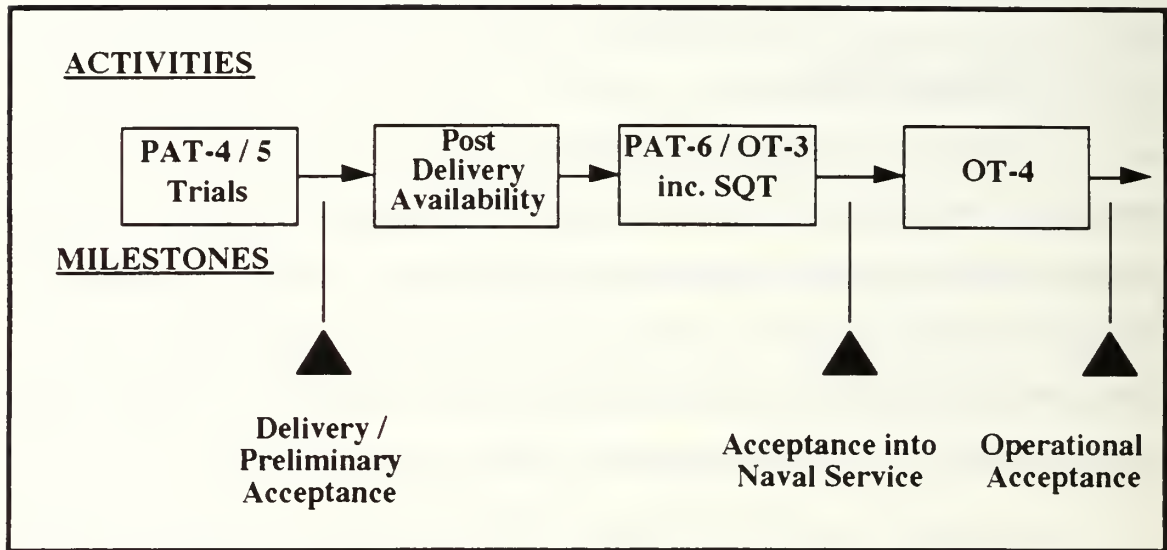 ACTIVITIES
PAT-4 / 5
Trials
Post
Delivery
Availability
PAT-6 / OT-3
inc. SQT
OT-4
MILESTONES
Delivery /
Preliminary
Acceptance
Acceptance into
Naval Service
Operational
Acceptance